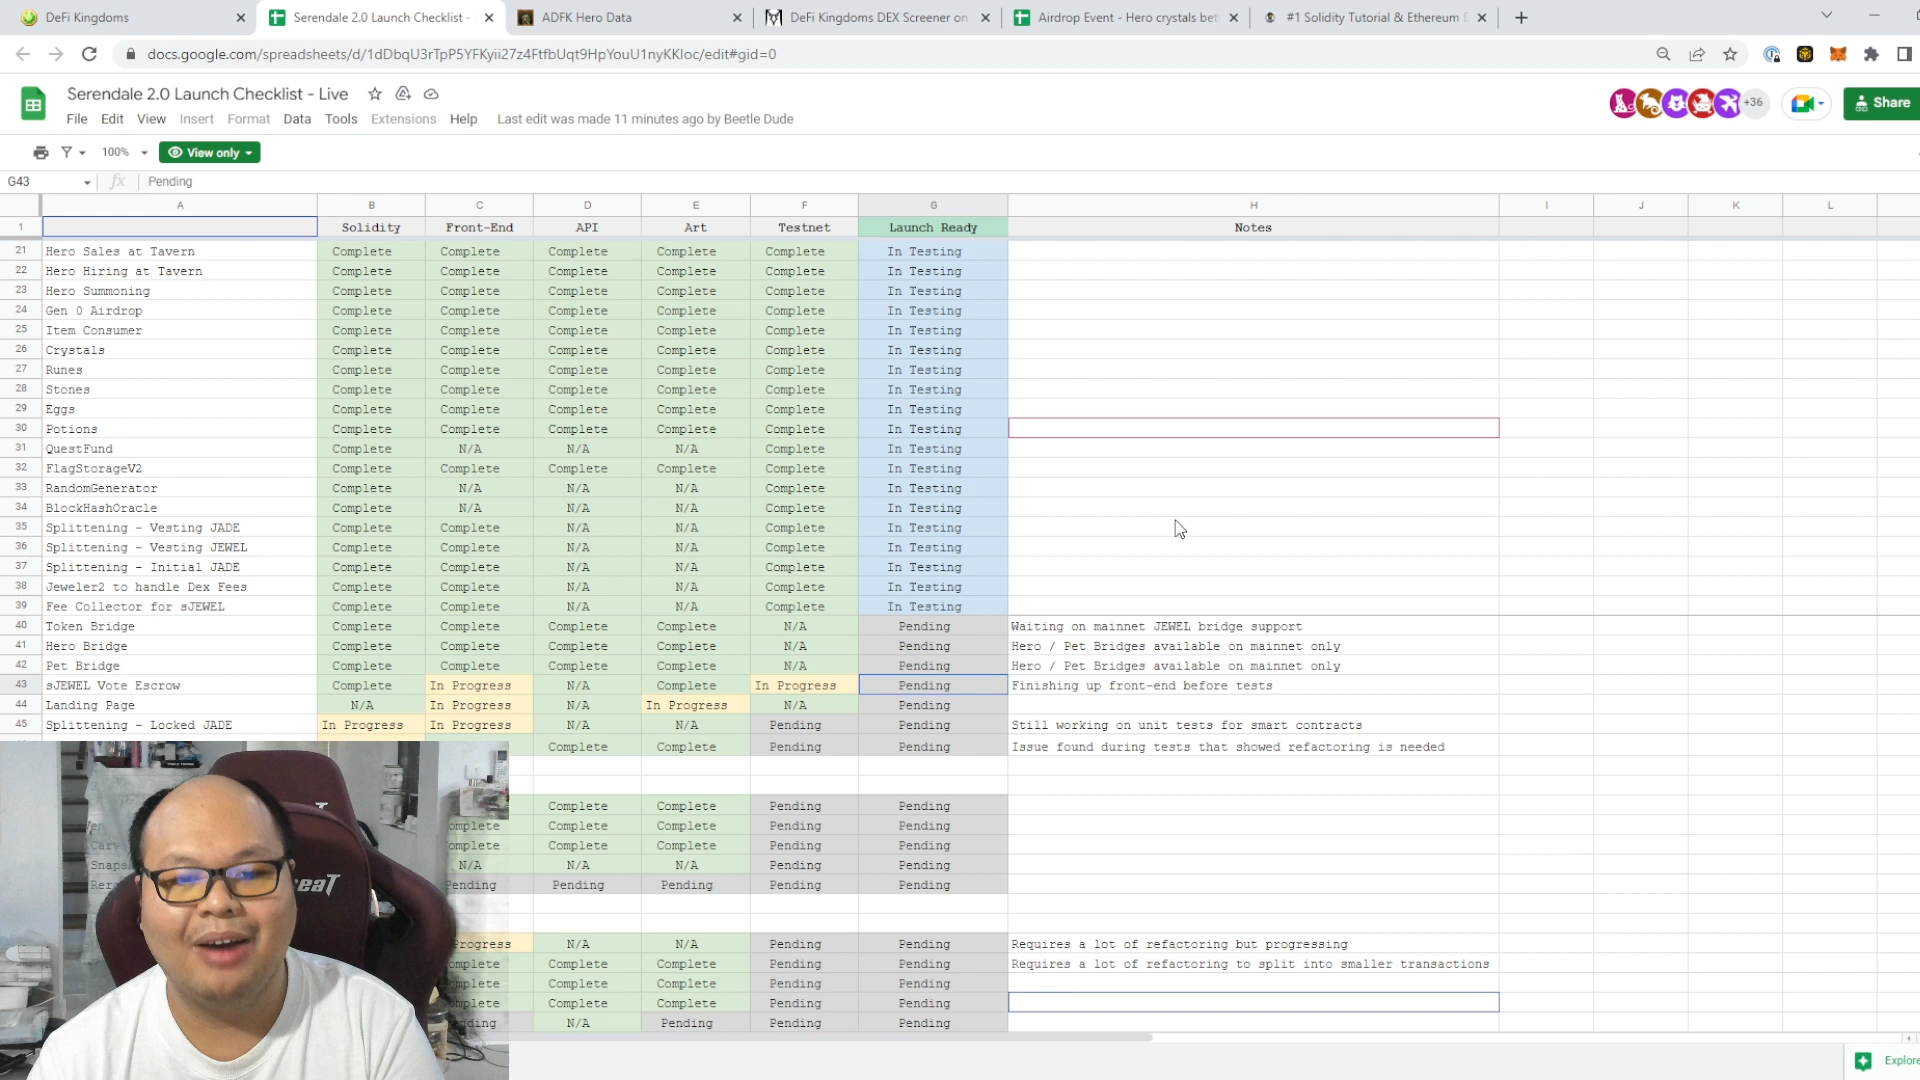 DeFi Kingdoms
Serendale 2.0 Launch Checklist -
ADFK Hero Data
DeFi Kingdoms DEX Screener on
Airdrop Event - Hero crystals bet
#1 Solidity Tutorial & Ethereum
docs.google.com/spreadsheets/d/1dDbqU3rTpP5YFKyii27z4FtfbUqt9HpYouU1nyKKloc/edit#gid=0
Serendale 2.0 Launch Checklist - Live
+36
Share
File Edit View Insert Format Data Tools Extensions Help Last edit was made 11 minutes ago by Beetle Dude
100% View only
G43 fx Pending
A B C D E F G H I J K L
1 Solidity Front-End API Art Testnet Launch Ready Notes
21 Hero Sales at Tavern Complete Complete Complete Complete Complete In Testing
22 Hero Hiring at Tavern Complete Complete Complete Complete Complete In Testing
23 Hero Summoning Complete Complete Complete Complete Complete In Testing
24 Gen 0 Airdrop Complete Complete Complete Complete Complete In Testing
25 Item Consumer Complete Complete Complete Complete Complete In Testing
26 Crystals Complete Complete Complete Complete Complete In Testing
27 Runes Complete Complete Complete Complete Complete In Testing
28 Stones Complete Complete Complete Complete Complete In Testing
29 Eggs Complete Complete Complete Complete Complete In Testing
30 Potions Complete Complete Complete Complete Complete In Testing
31 QuestFund Complete N/A N/A N/A Complete In Testing
32 FlagStorageV2 Complete Complete Complete Complete Complete In Testing
33 RandomGenerator Complete N/A N/A N/A Complete In Testing
34 BlockHashOracle Complete N/A N/A N/A Complete In Testing
35 Splittening - Vesting JADE Complete Complete N/A N/A Complete In Testing
36 Splittening - Vesting JEWEL Complete Complete N/A N/A Complete In Testing
37 Splittening - Initial JADE Complete Complete N/A N/A Complete In Testing
38 Jeweler2 to handle Dex Fees Complete Complete N/A N/A Complete In Testing
39 Fee Collector for sJEWEL Complete Complete N/A N/A Complete In Testing
40 Token Bridge Complete Complete Complete Complete N/A Pending Waiting on mainnet JEWEL bridge support
41 Hero Bridge Complete Complete Complete Complete N/A Pending Hero / Pet Bridges available on mainnet only
42 Pet Bridge Complete Complete Complete Complete N/A Pending Hero / Pet Bridges available on mainnet only
43 sJEWEL Vote Escrow Complete In Progress N/A Complete In Progress Pending Finishing up front-end before tests
44 Landing Page N/A In Progress N/A In Progress N/A Pending
45 Splittening - Locked JADE In Progress In Progress N/A N/A Pending Pending Still working on unit tests for smart contracts
Complete Complete Pending Pending Issue found during tests that showed refactoring is needed
Complete Complete Pending Pending
omplete Complete Complete Pending Pending
omplete Complete Complete Pending Pending
Snaps N/A N/A N/A Pending Pending
Pending Pending Pending Pending Pending
Progress N/A N/A Pending Pending Requires a lot of refactoring but progressing
omplete Complete Complete Pending Pending Requires a lot of refactoring to split into smaller transactions
mplete Complete Complete Pending Pending
mplete Complete Complete Pending Pending
ding N/A Pending Pending Pending
Explore